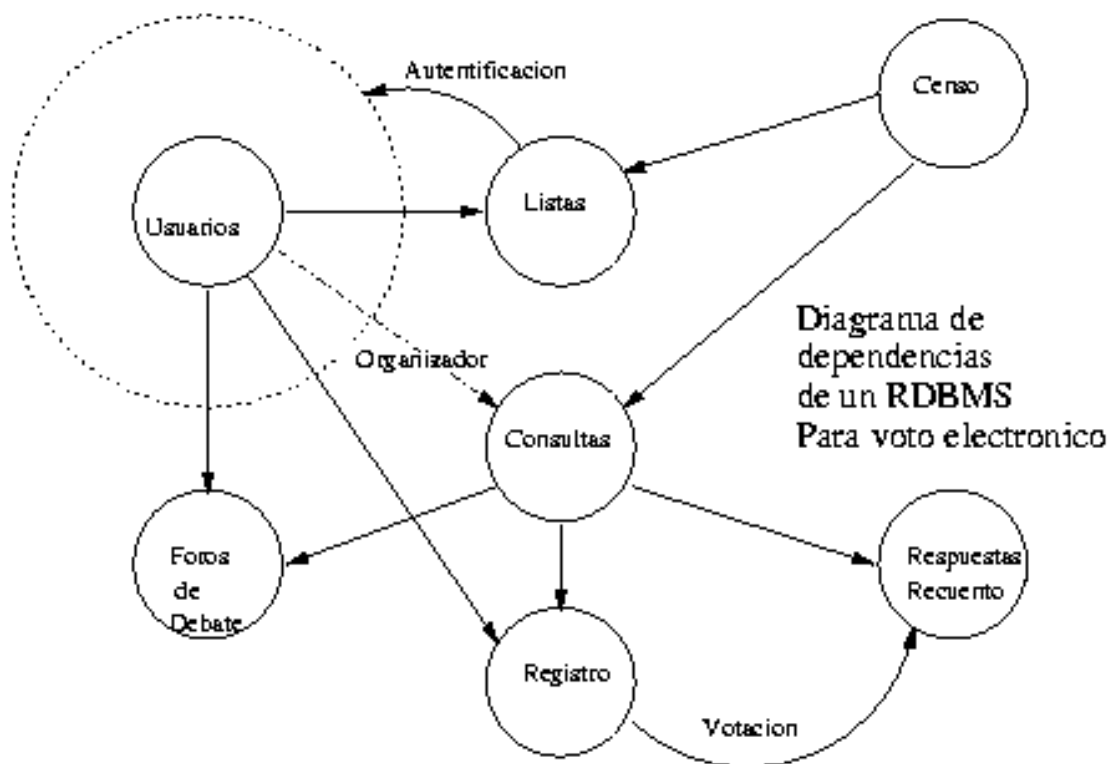 Autentificacion
Censo
Listas
Usuarios
Diagrama de
dependencias
de un RDBMS
Para voto electronico
Organizador
Consultas
Foros
de
Debate
Respuestas
Recuento
Registro
Votacion